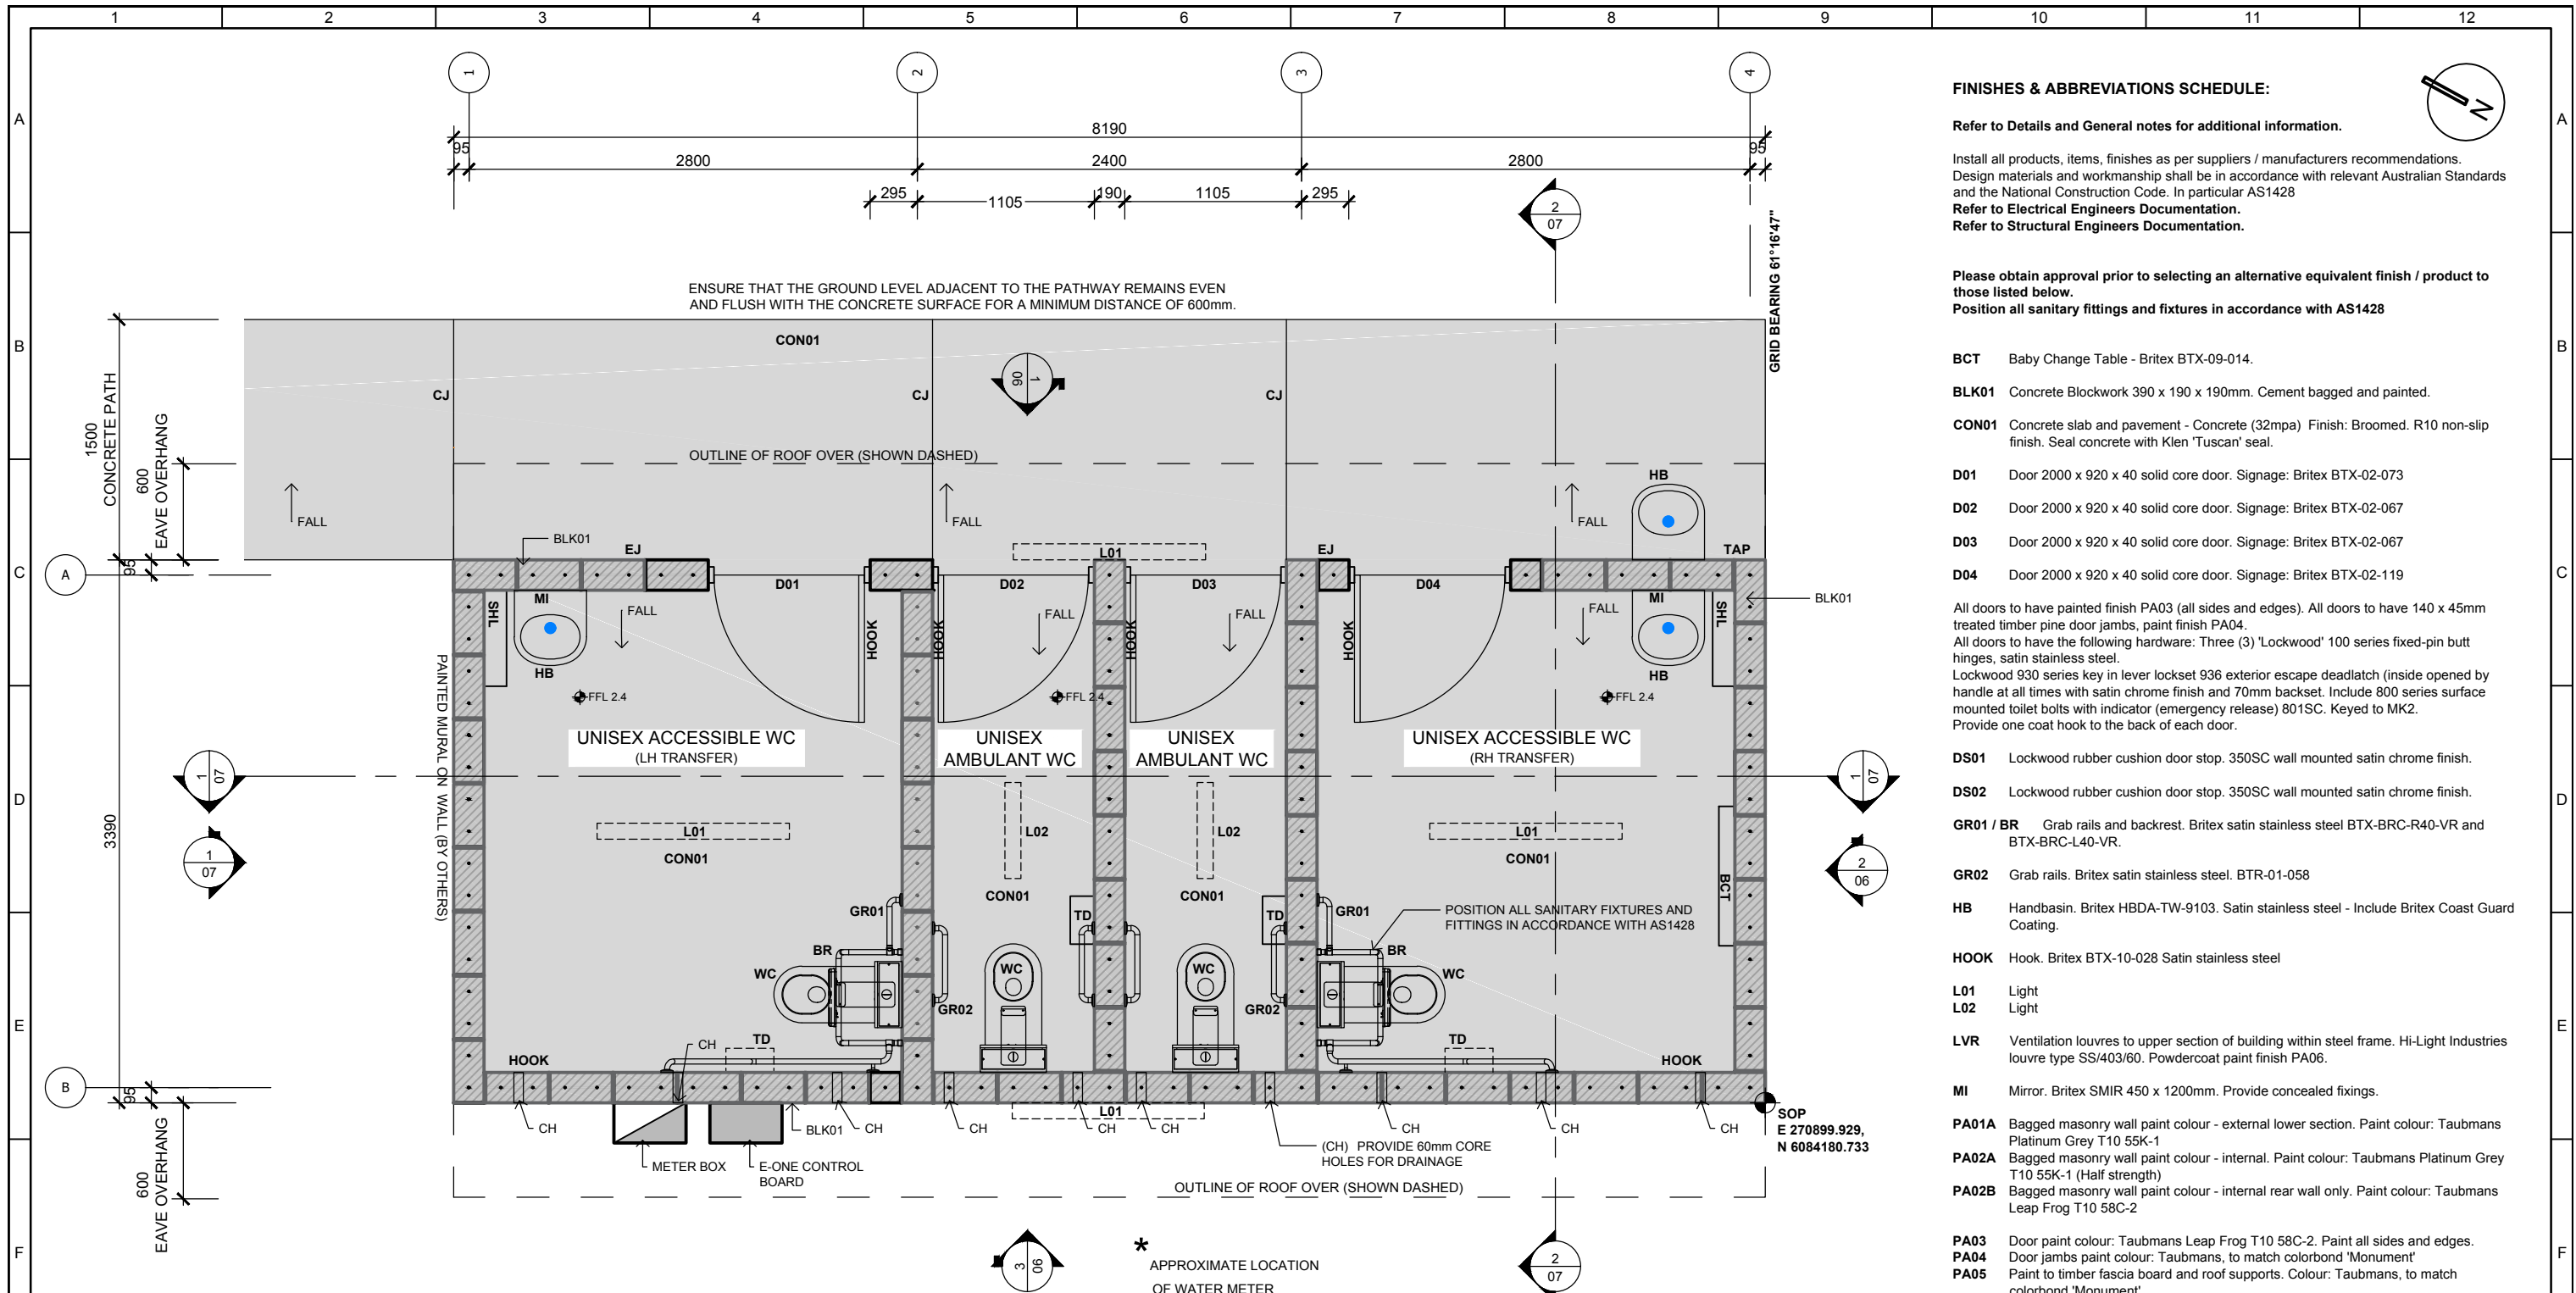 1 2 3 4 5 6 7 8 9 10 11 12
A
B
C
D
E
F
A
B
C
D
E
F
1
2
3
4
8190
95
2800
2400
2800
95
295
1105
190
1105
295
2
07
GRID BEARING 61°16'47"
ENSURE THAT THE GROUND LEVEL ADJACENT TO THE PATHWAY REMAINS EVEN
AND FLUSH WITH THE CONCRETE SURFACE FOR A MINIMUM DISTANCE OF 600mm.
CON01
1
06
CJ
CJ
CJ
1500
CONCRETE PATH
600
EAVE OVERHANG
OUTLINE OF ROOF OVER (SHOWN DASHED)
HB
FALL
FALL
FALL
BLK01
EJ
L01
EJ
TAP
A
95
D01
D02
D03
D04
SHL
MI
FALL
HOOK
HOOK
FALL
HOOK
FALL
HOOK
FALL
MI
SHL
BLK01
HB
HB
FFL 2.4
FFL 2.4
FFL 2.4
PAINTED MURAL ON WALL (BY OTHERS)
UNISEX ACCESSIBLE WC
(LH TRANSFER)
UNISEX
AMBULANT WC
UNISEX
AMBULANT WC
UNISEX ACCESSIBLE WC
(RH TRANSFER)
1
07
1
07
3390
L01
L02
L02
L01
CON01
CON01
1
07
2
06
CON01
CON01
BCT
GR01
TD
TD
GR01
POSITION ALL SANITARY FIXTURES AND
FITTINGS IN ACCORDANCE WITH AS1428
BR
BR
WC
WC
WC
WC
GR02
GR02
CH
TD
TD
HOOK
HOOK
B
95
L01
CH
BLK01
CH
CH
CH
CH
CH
CH
CH
SOP
E 270899.929,
N 6084180.733
METER BOX
E-ONE CONTROL
BOARD
(CH) PROVIDE 60mm CORE
HOLES FOR DRAINAGE
600
EAVE OVERHANG
OUTLINE OF ROOF OVER (SHOWN DASHED)
3
06
*
APPROXIMATE LOCATION
OF WATER METER
2
07
FINISHES & ABBREVIATIONS SCHEDULE:
N
Refer to Details and General notes for additional information.
Install all products, items, finishes as per suppliers / manufacturers recommendations.
Design materials and workmanship shall be in accordance with relevant Australian Standards
and the National Construction Code. In particular AS1428
Refer to Electrical Engineers Documentation.
Refer to Structural Engineers Documentation.
Please obtain approval prior to selecting an alternative equivalent finish / product to
those listed below.
Position all sanitary fittings and fixtures in accordance with AS1428
BCT Baby Change Table - Britex BTX-09-014.
BLK01 Concrete Blockwork 390 x 190 x 190mm. Cement bagged and painted.
CON01 Concrete slab and pavement - Concrete (32mpa) Finish: Broomed. R10 non-slip
finish. Seal concrete with Klen 'Tuscan' seal.
D01 Door 2000 x 920 x 40 solid core door. Signage: Britex BTX-02-073
D02 Door 2000 x 920 x 40 solid core door. Signage: Britex BTX-02-067
D03 Door 2000 x 920 x 40 solid core door. Signage: Britex BTX-02-067
D04 Door 2000 x 920 x 40 solid core door. Signage: Britex BTX-02-119
All doors to have painted finish PA03 (all sides and edges). All doors to have 140 x 45mm
treated timber pine door jambs, paint finish PA04.
All doors to have the following hardware: Three (3) 'Lockwood' 100 series fixed-pin butt
hinges, satin stainless steel.
Lockwood 930 series key in lever lockset 936 exterior escape deadlatch (inside opened by
handle at all times with satin chrome finish and 70mm backset. Include 800 series surface
mounted toilet bolts with indicator (emergency release) 801SC. Keyed to MK2.
Provide one coat hook to the back of each door.
DS01 Lockwood rubber cushion door stop. 350SC wall mounted satin chrome finish.
DS02 Lockwood rubber cushion door stop. 350SC wall mounted satin chrome finish.
GR01 / BR Grab rails and backrest. Britex satin stainless steel BTX-BRC-R40-VR and
BTX-BRC-L40-VR.
GR02 Grab rails. Britex satin stainless steel. BTR-01-058
HB Handbasin. Britex HBDA-TW-9103. Satin stainless steel - Include Britex Coast Guard
Coating.
HOOK Hook. Britex BTX-10-028 Satin stainless steel
L01 Light
L02 Light
LVR Ventilation louvres to upper section of building within steel frame. Hi-Light Industries
louvre type SS/403/60. Powdercoat paint finish PA06.
MI Mirror. Britex SMIR 450 x 1200mm. Provide concealed fixings.
PA01A Bagged masonry wall paint colour - external lower section. Paint colour: Taubmans
Platinum Grey T10 55K-1
PA02A Bagged masonry wall paint colour - internal. Paint colour: Taubmans Platinum Grey
T10 55K-1 (Half strength)
PA02B Bagged masonry wall paint colour - internal rear wall only. Paint colour: Taubmans
Leap Frog T10 58C-2
PA03 Door paint colour: Taubmans Leap Frog T10 58C-2. Paint all sides and edges.
PA04 Door jambs paint colour: Taubmans, to match colorbond 'Monument'
PA05 Paint to timber fascia board and roof supports. Colour: Taubmans, to match
colorbond 'Monument'